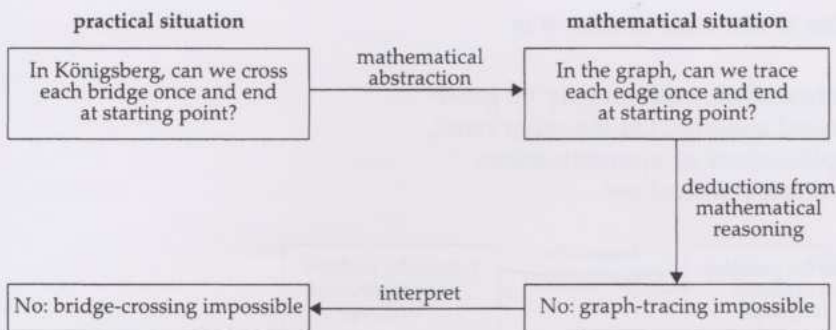 practical situation
mathematical situation
In Königsberg, can we cross
each bridge once and end
at starting point?
mathematical
abstraction
In the graph, can we trace
each edge once and end
at starting point?
deductions from
mathematical
reasoning
No: bridge-crossing impossible
interpret
No: graph-tracing impossible